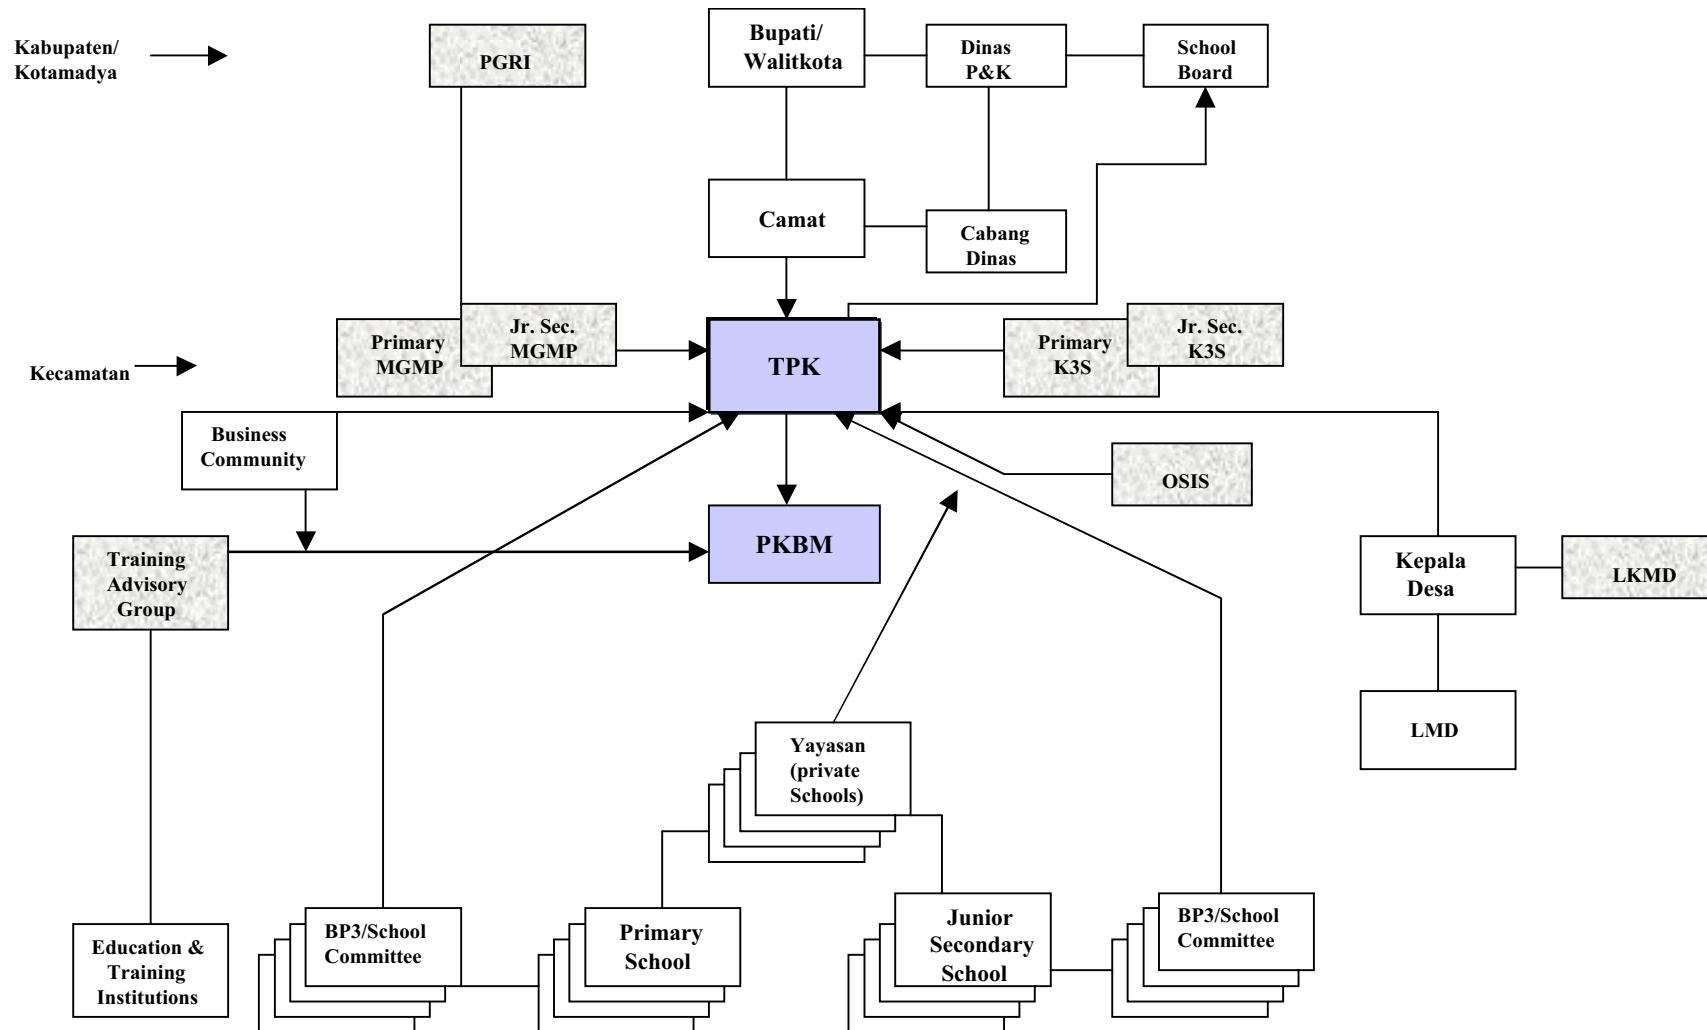 Kabupaten/
Kotamadya
PGRI
Bupati/
Walitkota
Dinas
P&K
School
Board
Camat
Cabang
Dinas
Kecamatan
Primary
MGMP
Jr. Sec.
MGMP
TPK
Primary
K3S
Jr. Sec.
K3S
Business
Community
OSIS
Training
Advisory
Group
PKBM
Kepala
Desa
LKMD
LMD
Yayasan
(private
Schools)
Education &
Training
Institutions
BP3/School
Committee
Primary
School
Junior
Secondary
School
BP3/School
Committee